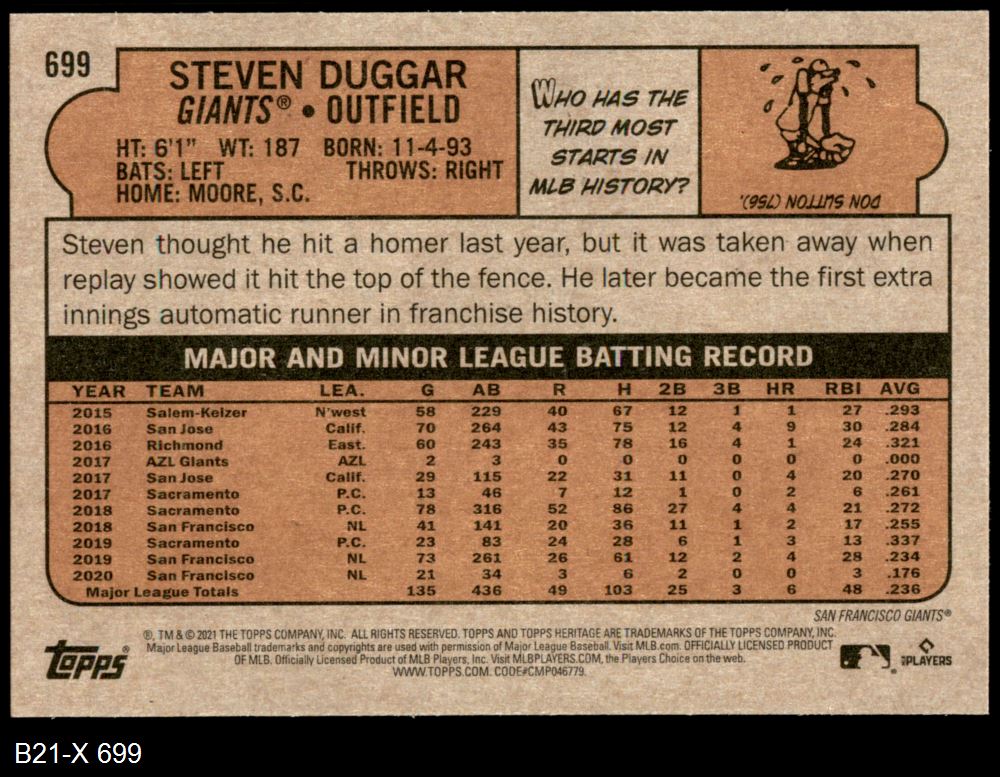 699
STEVEN DUGGAR
GIANTS® • OUTFIELD
HT: 6'1" WT: 187 BORN: 11-4-93
BATS: LEFT THROWS: RIGHT
HOME: MOORE, S.C.
WHO HAS THE
THIRD MOST
STARTS IN
MLB HISTORY?
DON SUTTON (756).
Steven thought he hit a homer last year, but it was taken away when
replay showed it hit the top of the fence. He later became the first extra
innings automatic runner in franchise history.
MAJOR AND MINOR LEAGUE BATTING RECORD
YEAR TEAM LEA. G AB R H 2B 3B HR RBI AVG
2015 Salem-Keizer N'west 58 229 40 67 12 1 1 27 .293
2016 San Jose Calif. 70 264 43 75 12 4 9 30 .284
2016 Richmond East. 60 243 35 78 16 4 1 24 .321
2017 AZL Giants AZL 2 3 0 0 0 0 0 0 .000
2017 San Jose Calif. 29 115 22 31 11 0 4 20 .270
2017 Sacramento P.C. 13 46 7 12 1 0 2 6 .261
2018 Sacramento P.C. 78 316 52 86 27 4 4 21 .272
2018 San Francisco NL 41 141 20 36 11 1 2 17 .255
2019 Sacramento P.C. 23 83 24 28 6 1 3 13 .337
2019 San Francisco NL 73 261 26 61 12 2 4 28 .234
2020 San Francisco NL 21 34 3 6 2 0 0 3 .176
Major League Totals 135 436 49 103 25 3 6 48 .236
SAN FRANCISCO GIANTS®
®, TM & © 2021 THE TOPPS COMPANY, INC. ALL RIGHTS RESERVED. TOPPS AND TOPPS HERITAGE ARE TRADEMARKS OF THE TOPPS COMPANY, INC.
Major League Baseball trademarks and copyrights are used with permission of Major League Baseball. Visit MLB.com. OFFICIALLY LICENSED PRODUCT
OF MLB. Officially Licensed Product of MLB Players, Inc. Visit MLBPLAYERS.COM, the Players Choice on the web.
WWW.TOPPS.COM. CODE#CMP046779.
Topps®
MLB PLAYERS
B21-X 699